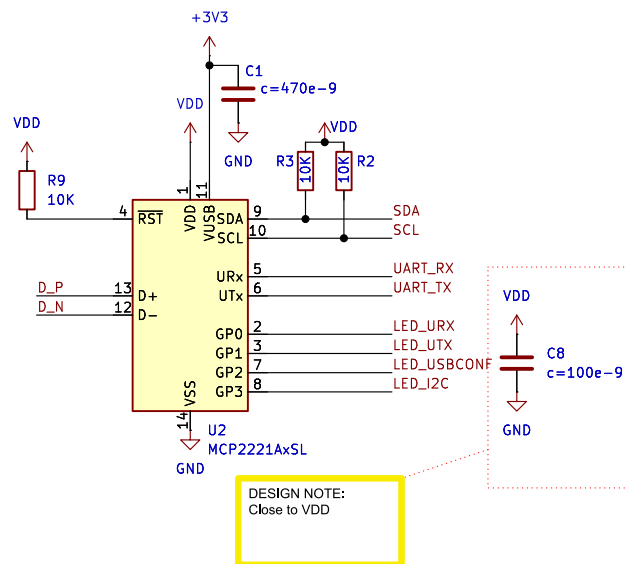 +3V3
C1
c=470e-9
VDD
GND
VDD
R9
10K
VDD
R3
10K
10K
R2
1
11
VDD
VUSB
4
RST
SDA
9
SDA
SCL
10
SCL
URx
5
UART_RX
UTx
6
UART_TX
D_P
13
D+
D_N
12
D-
GP0
2
LED_URX
GP1
3
LED_UTX
GP2
7
LED_USBCONF
GP3
8
LED_I2C
VSS
14
GND
U2
MCP2221AxSL
VDD
C8
c=100e-9
GND
DESIGN NOTE:
Close to VDD